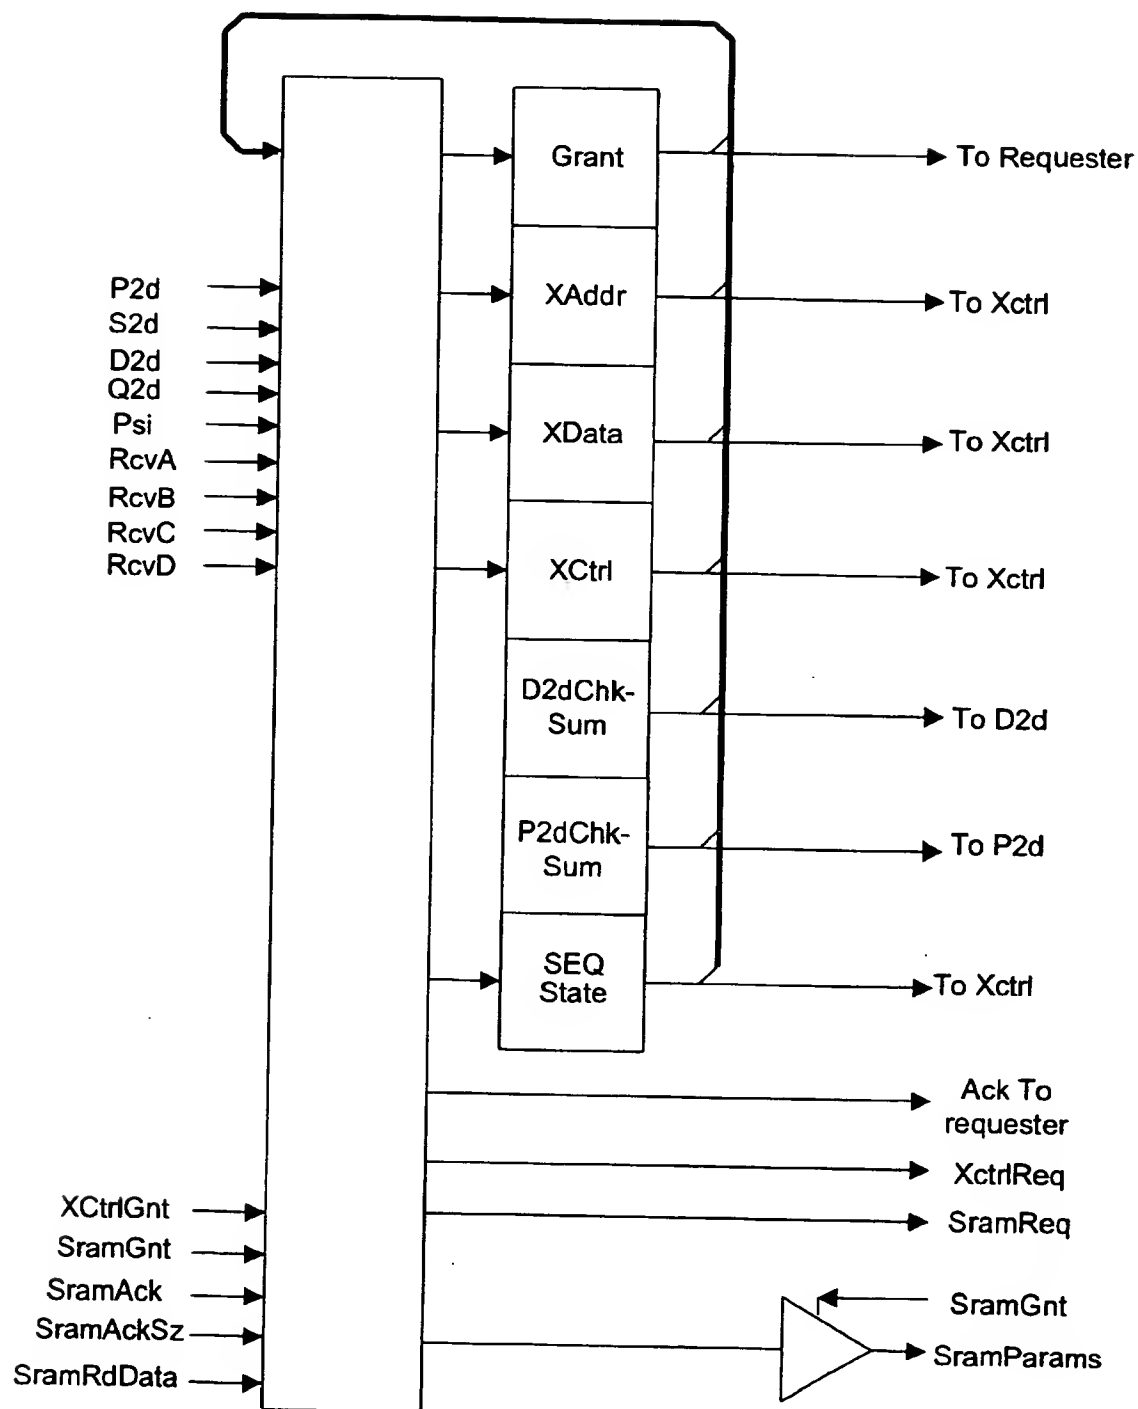 Grant
To Requester
P2d
S2d
D2d
Q2d
Psi
RcvA
RcvB
RcvC
RcvD
XAddr
To Xctrl
XData
To Xctrl
XCtrl
To Xctrl
D2dChk-
Sum
To D2d
P2dChk-
Sum
To P2d
SEQ
State
To Xctrl
Ack To
requester
XctrlReq
SramReq
XCtrlGnt
SramGnt
SramAck
SramAckSz
SramRdData
SramGnt
SramParams